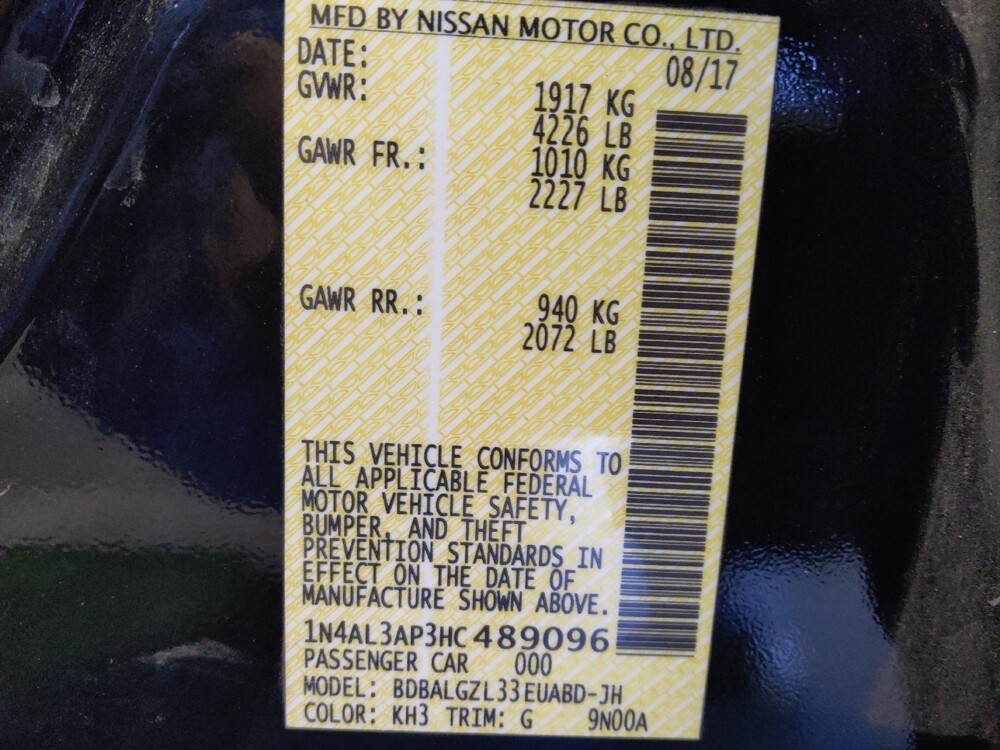 MFD BY NISSAN MOTOR CO., LTD.
DATE: 08/17
GVWR: 1917 KG
4226 LB
GAWR FR.: 1010 KG
2227 LB
GAWR RR.: 940 KG
2072 LB
THIS VEHICLE CONFORMS TO
ALL APPLICABLE FEDERAL
MOTOR VEHICLE SAFETY,
BUMPER, AND THEFT
PREVENTION STANDARDS IN
EFFECT ON THE DATE OF
MANUFACTURE SHOWN ABOVE.
1N4AL3AP3HC489096
PASSENGER CAR 000
MODEL: BDBALGZL33EUABD-JH
COLOR: KH3 TRIM: G 9N00A